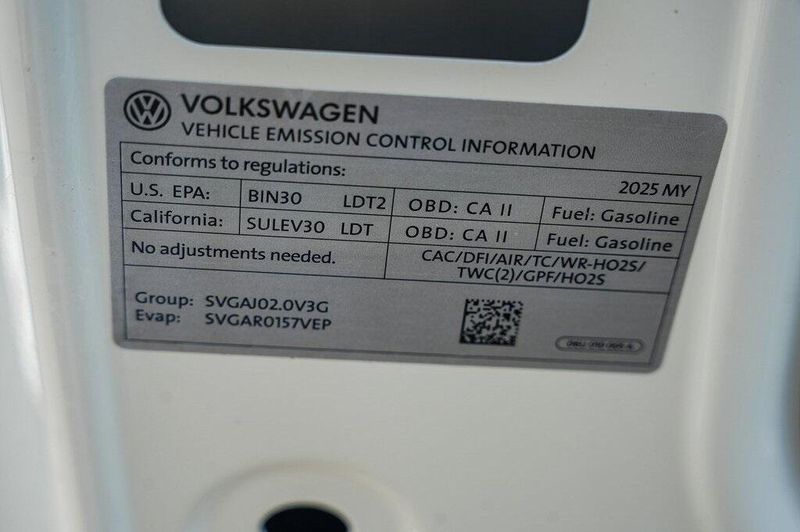 VOLKSWAGEN
VEHICLE EMISSION CONTROL INFORMATION
Conforms to regulations: 2025 MY
U.S. EPA: BIN30 LDT2 OBD: CA II Fuel: Gasoline
California: SULEV30 LDT OBD: CA II Fuel: Gasoline
No adjustments needed. CAC/DFI/AIR/TC/WR-HO2S/
TWC(2)/GPF/HO2S
Group: SVGAJ02.0V3G
Evap: SVGAR0157VEP